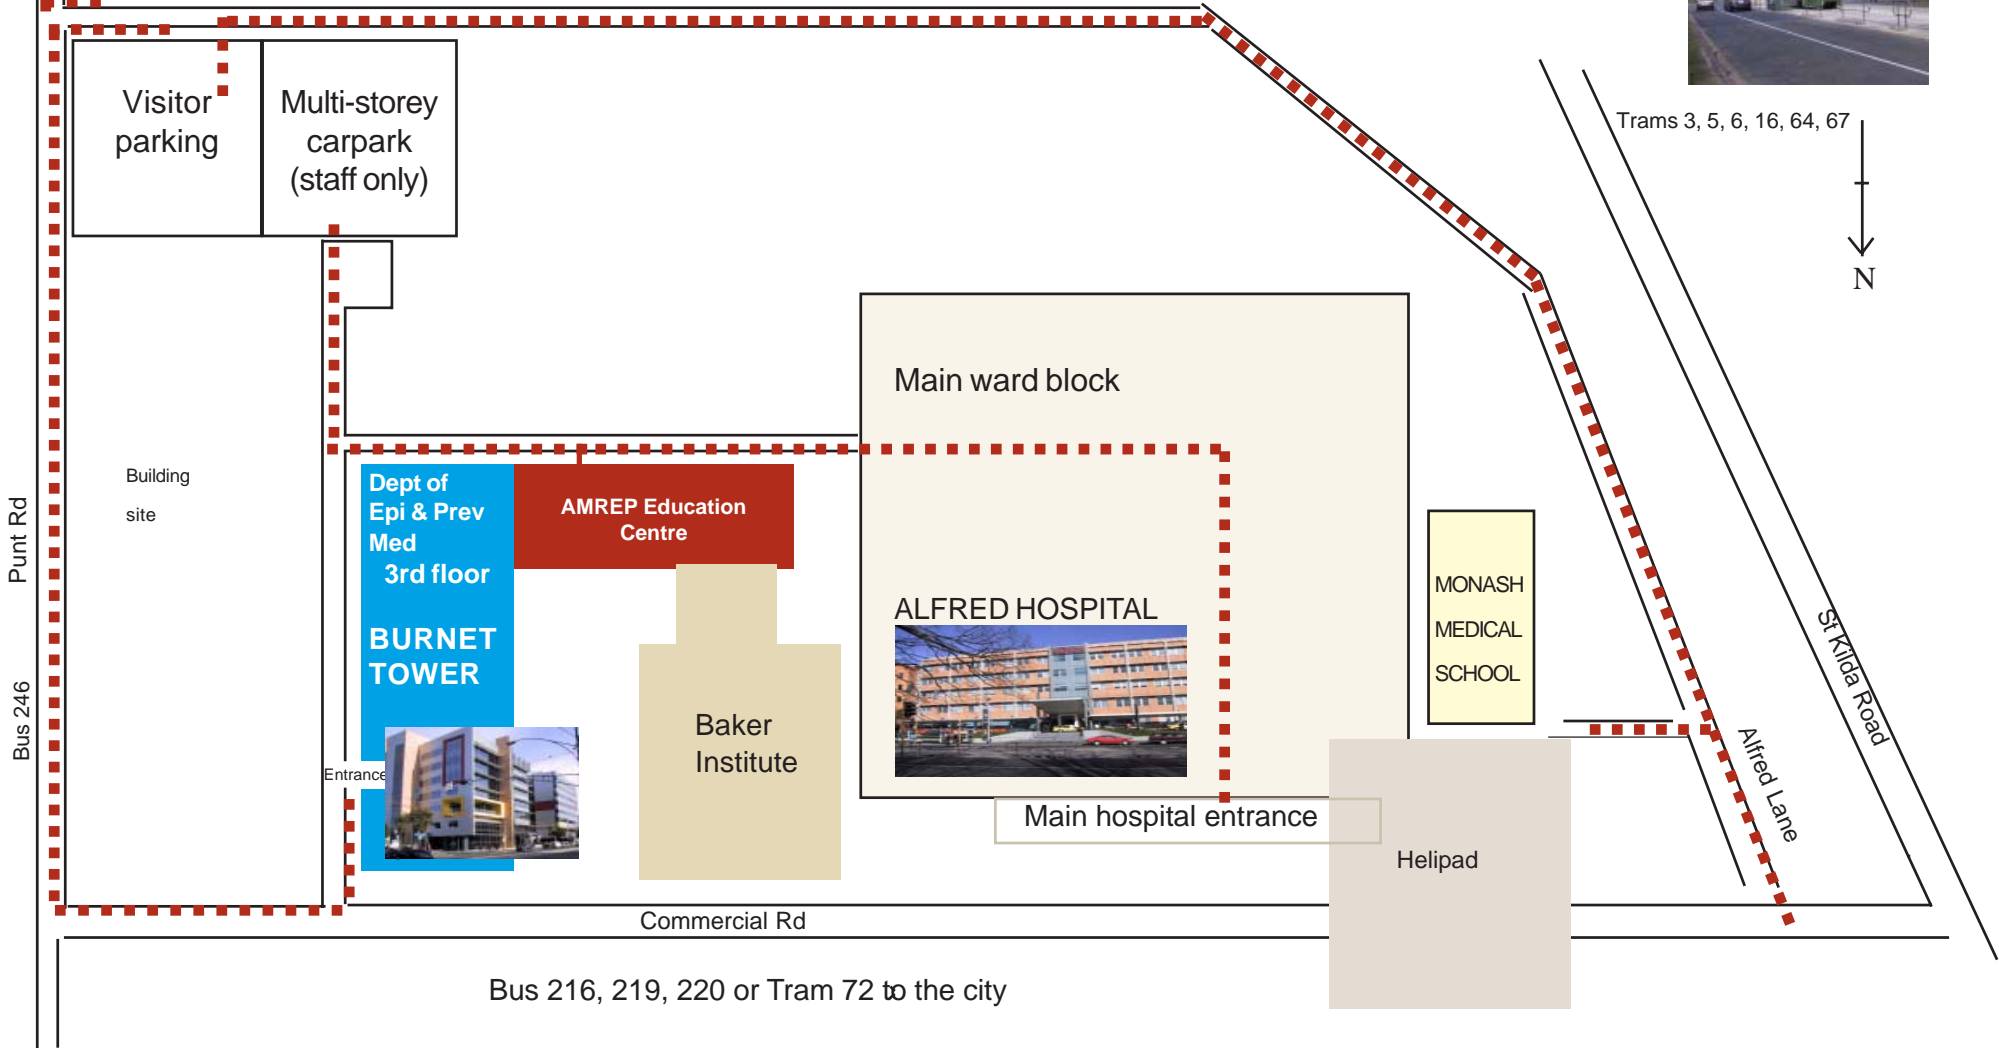 Visitor
parking
Multi-storey
carpark
(staff only)
Trams 3, 5, 6, 16, 64, 67
N
Main ward block
Building
site
Punt Rd
Bus 246
Dept of
Epi & Prev
Med
3rd floor
AMREP Education
Centre
BURNET
TOWER
Entrance
Baker
Institute
ALFRED HOSPITAL
MONASH
MEDICAL
SCHOOL
St Kilda Road
Alfred Lane
Main hospital entrance
Helipad
Commercial Rd
Bus 216, 219, 220 or Tram 72 to the city